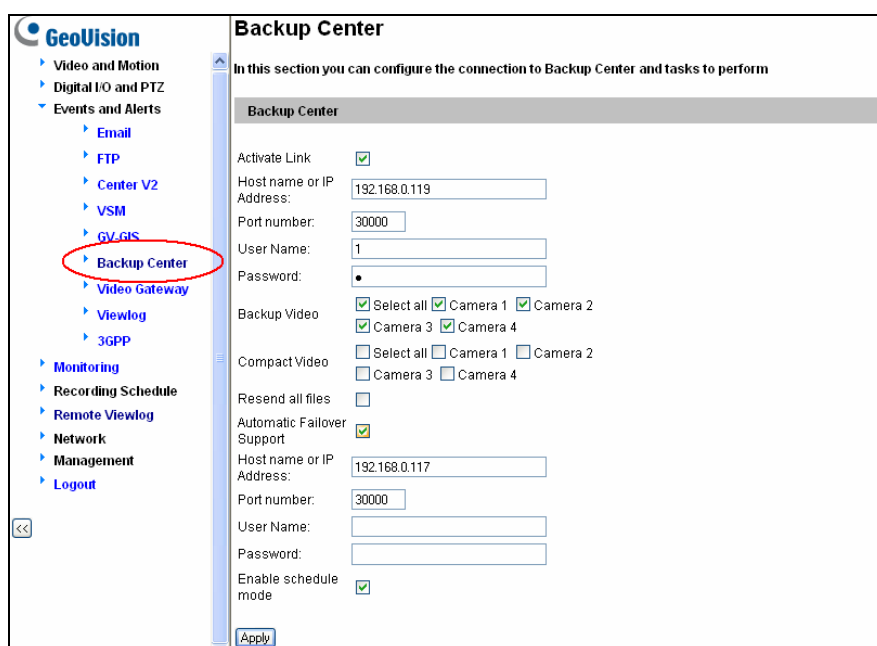 GeoVision
Video and Motion
Digital I/O and PTZ
Events and Alerts
Email
FTP
Center V2
VSM
GV-GIS
Backup Center
Video Gateway
Viewlog
3GPP
Monitoring
Recording Schedule
Remote Viewlog
Network
Management
Logout
<<
Backup Center
In this section you can configure the connection to Backup Center and tasks to perform
Backup Center
Activate Link
Host name or IP
Address:
192.168.0.119
Port number:
30000
User Name:
1
Password:
●
Backup Video
Select all Camera 1 Camera 2
Camera 3 Camera 4
Compact Video
Select all Camera 1 Camera 2
Camera 3 Camera 4
Resend all files
Automatic Failover
Support
Host name or IP
Address:
192.168.0.117
Port number:
30000
User Name:
Password:
Enable schedule
mode
Apply